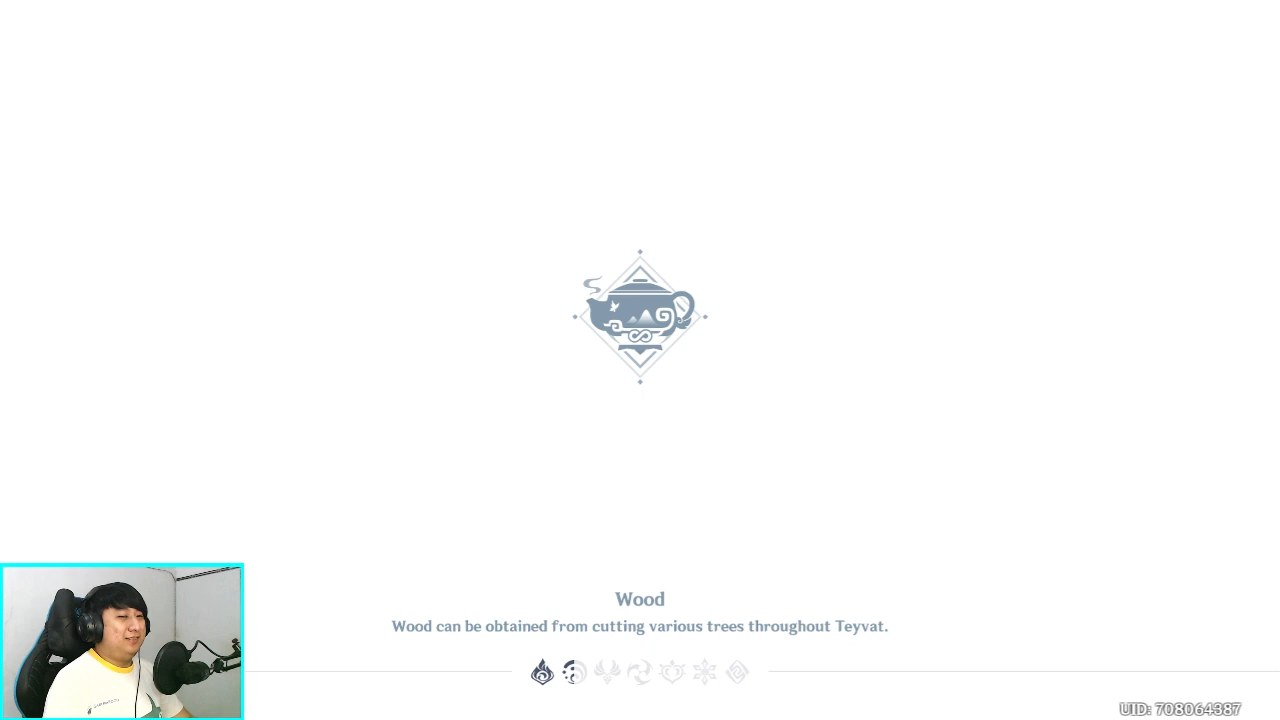 Wood
Wood can be obtained from cutting various trees throughout Teyvat.
UID: 708064387